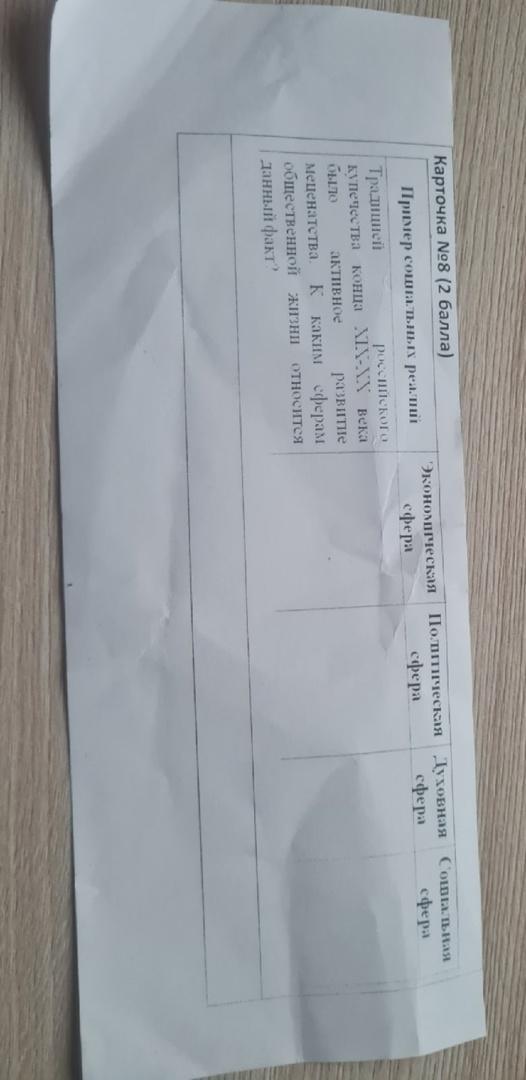 Карточка №8 (2 балла)
Пример социальных реалий
Экономическая
сфера
Политическая
сфера
Духовная
сфера
Социальная
сфера
Традицией российского
купечества конца XIX-XX века
было активное развитие
меценатства. К каким сферам
общественной жизни относится
данный факт?